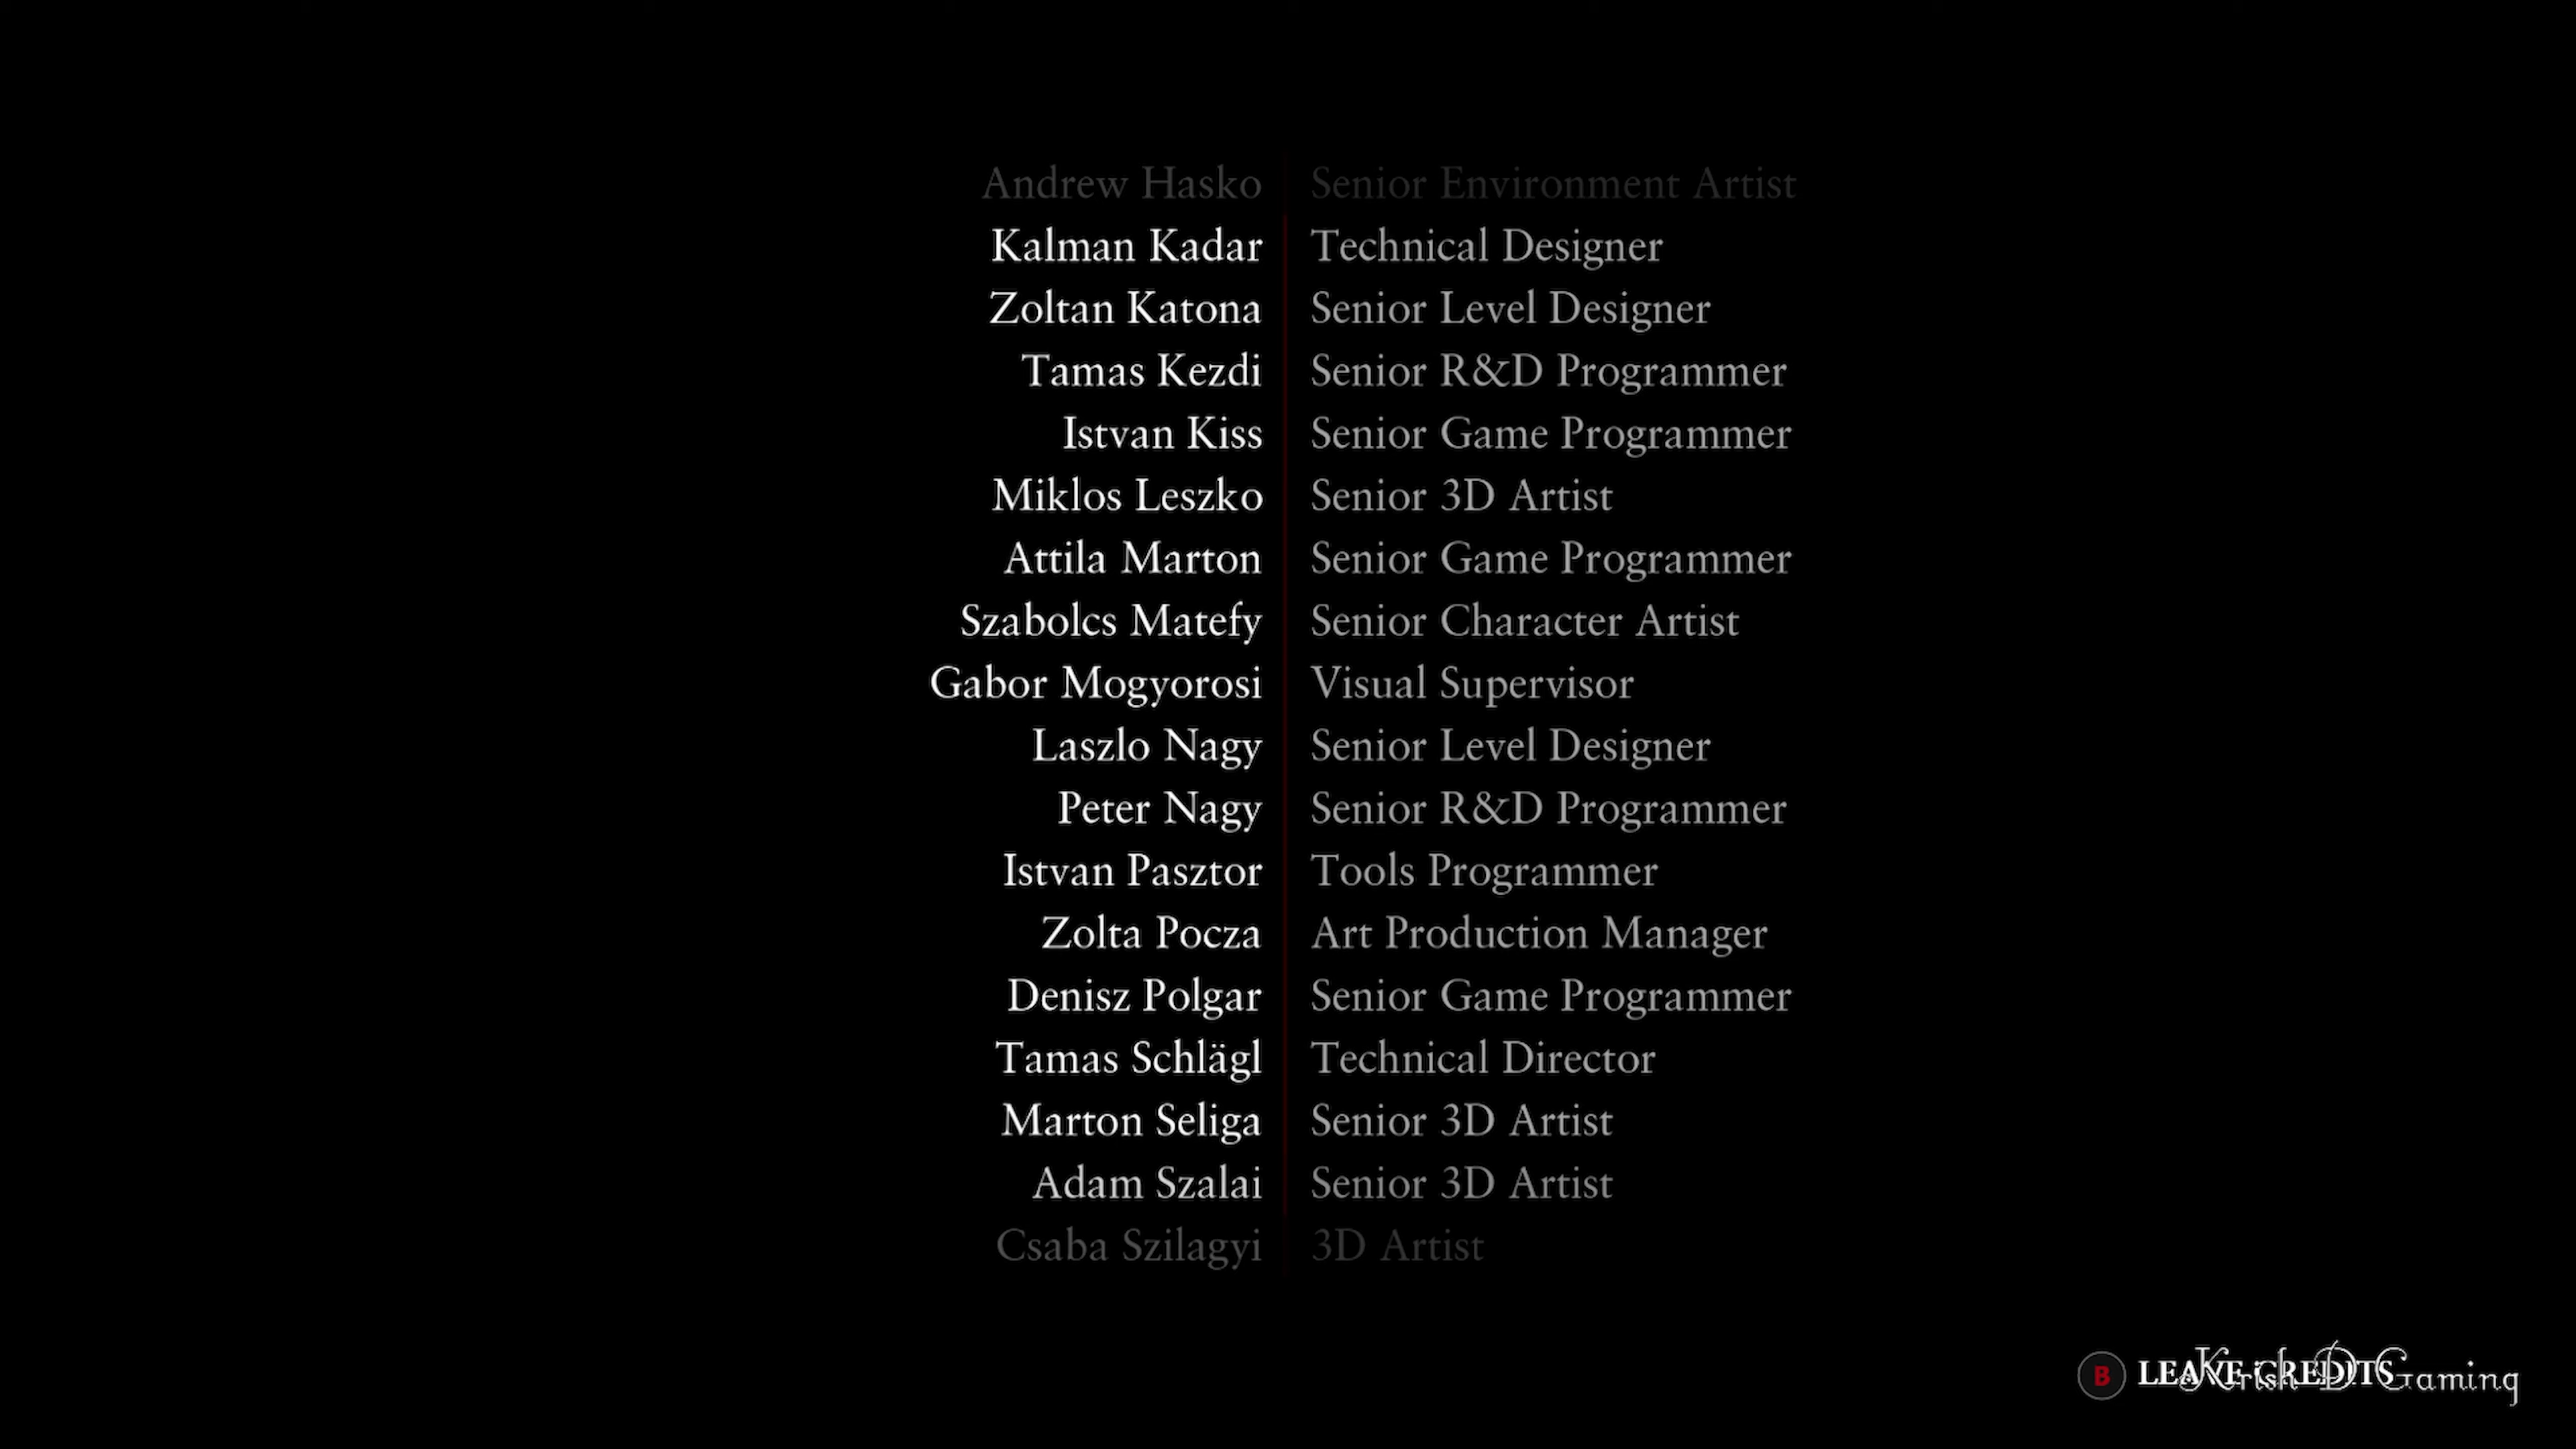 Andrew Hasko Senior Environment Artist
Kalman Kadar Technical Designer
Zoltan Katona Senior Level Designer
Tamas Kezdi Senior R&D Programmer
Istvan Kiss Senior Game Programmer
Miklos Leszko Senior 3D Artist
Attila Marton Senior Game Programmer
Szabolcs Matefy Senior Character Artist
Gabor Mogyorosi Visual Supervisor
Laszlo Nagy Senior Level Designer
Peter Nagy Senior R&D Programmer
Istvan Pasztor Tools Programmer
Zolta Pocza Art Production Manager
Denisz Polgar Senior Game Programmer
Tamas Schlägl Technical Director
Marton Seliga Senior 3D Artist
Adam Szalai Senior 3D Artist
Csaba Szilagyi 3D Artist
B LEAVE CREDITS
Krish D Gaming